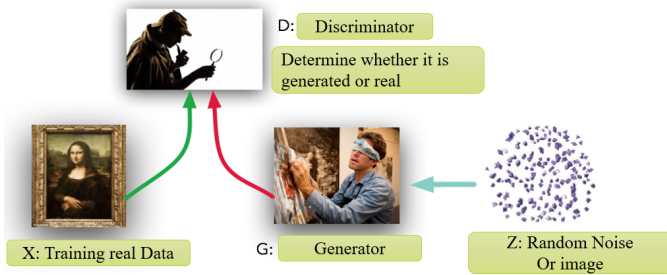 D: Discriminator
Determine whether it is
generated or real
X: Training real Data
G: Generator
Z: Random Noise
Or image